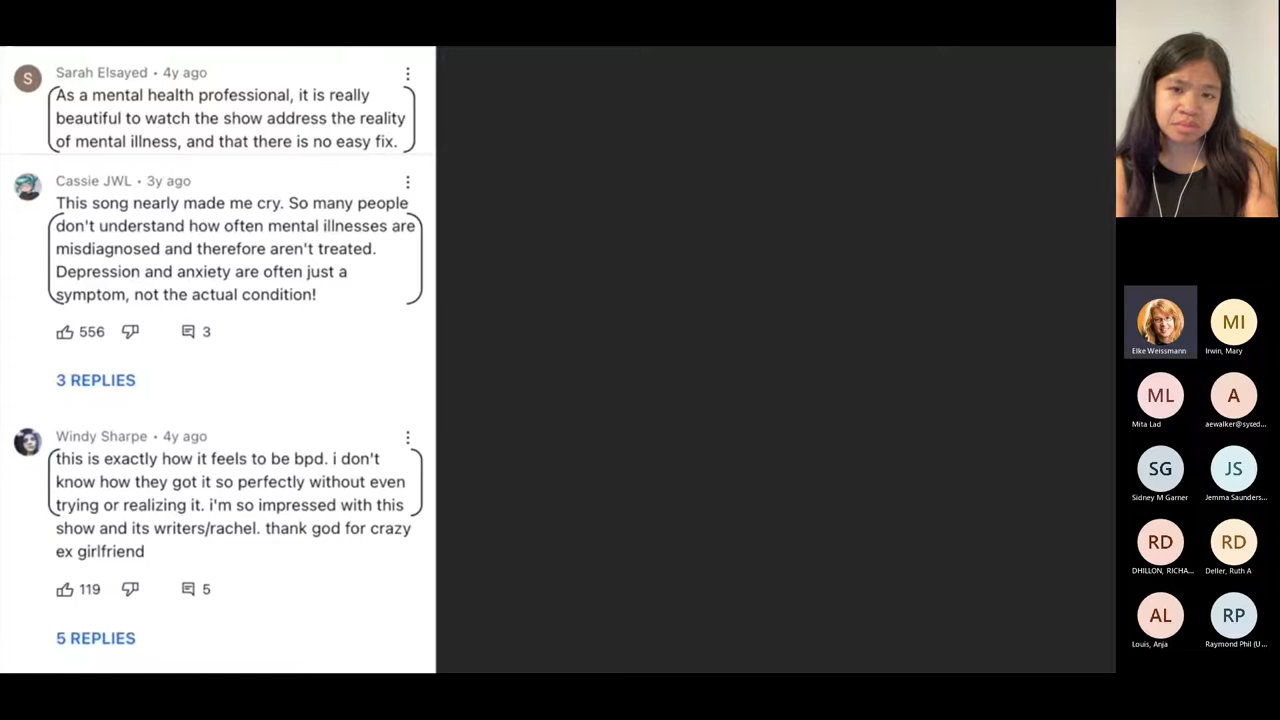 S
Sarah Elsayed • 4y ago
As a mental health professional, it is really
beautiful to watch the show address the reality
of mental illness, and that there is no easy fix.
Cassie JWL • 3y ago
This song nearly made me cry. So many people
don't understand how often mental illnesses are
misdiagnosed and therefore aren't treated.
Depression and anxiety are often just a
symptom, not the actual condition!
556
3
3 REPLIES
Windy Sharpe • 4y ago
this is exactly how it feels to be bpd. i don't
know how they got it so perfectly without even
trying or realizing it. i'm so impressed with this
show and its writers/rachel. thank god for crazy
ex girlfriend
119
5
5 REPLIES
Elke Weissmann
MI
Irwin, Mary
ML
Mita Lad
A
aewalker@syr.ed...
SG
Sidney M Garner
JS
Jemma Saunders...
RD
DHILLON, RICHA...
RD
Deller, Ruth A
AL
Louis, Anja
RP
Raymond Phil (U...